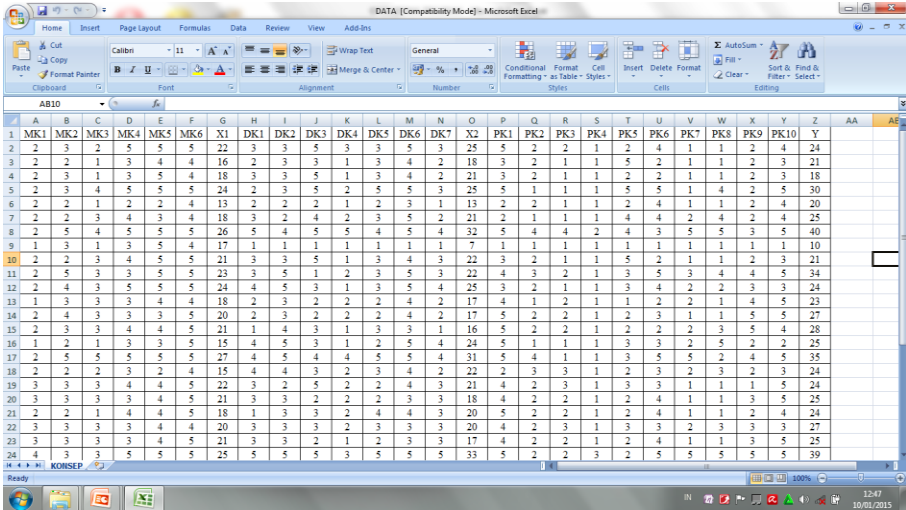 DATA [Compatibility Mode] - Microsoft Excel
Home Insert Page Layout Formulas Data Review View Add-Ins
Paste
Cut
Copy
Format Painter
Calibri 11
B I U
Wrap Text
Merge & Center
General
Conditional Formatting
Format as Table
Cell Styles
Insert Delete Format
AutoSum
Fill
Clear
Sort & Filter
Find & Select
Clipboard Font Alignment Number Styles Cells Editing
AB10 fx
A B C D E F G H I J K L M N O P Q R S T U V W X Y Z AA AE
1 MK1 MK2 MK3 MK4 MK5 MK6 X1 DK1 DK2 DK3 DK4 DK5 DK6 DK7 X2 PK1 PK2 PK3 PK4 PK5 PK6 PK7 PK8 PK9 PK10 Y
2 2 3 2 5 5 5 22 3 3 5 3 3 5 3 25 5 2 2 1 2 4 1 1 2 4 24
3 2 2 1 3 4 4 16 2 3 3 1 3 4 2 18 3 2 1 1 5 2 1 1 2 3 21
4 2 3 1 3 5 4 18 3 3 5 1 3 4 2 21 3 2 1 1 2 2 1 1 2 3 18
5 2 3 4 5 5 5 24 2 3 5 2 5 5 3 25 5 1 1 1 5 5 1 4 2 5 30
6 2 2 1 2 2 4 13 2 2 2 1 2 3 1 13 2 2 1 1 2 4 1 1 2 4 20
7 2 2 3 4 3 4 18 3 2 4 2 3 5 2 21 2 1 1 1 4 4 2 4 2 4 25
8 2 5 4 5 5 5 26 5 4 5 5 4 5 4 32 5 4 4 2 4 3 5 5 3 5 40
9 1 3 1 3 5 4 17 1 1 1 1 1 1 1 7 1 1 1 1 1 1 1 1 1 1 10
10 2 2 3 4 5 5 21 3 3 5 1 3 4 3 22 3 2 1 1 5 2 1 1 2 3 21
11 2 5 3 3 5 5 23 3 5 1 2 3 5 3 22 4 3 2 1 3 5 3 4 4 5 34
12 2 4 3 5 5 5 24 4 5 3 1 3 5 4 25 3 2 1 1 3 4 2 2 3 3 24
13 1 3 3 3 4 4 18 2 3 2 2 2 4 2 17 4 1 2 1 1 2 2 1 4 5 23
14 2 4 3 3 3 5 20 2 3 2 2 2 4 2 17 5 2 2 1 2 3 1 1 5 5 27
15 2 3 3 4 4 5 21 1 4 3 1 3 3 1 16 5 2 2 1 2 2 2 3 5 4 28
16 1 2 1 3 3 5 15 4 5 3 1 2 5 4 24 5 1 1 1 3 3 2 5 2 2 25
17 2 5 5 5 5 5 27 4 5 4 4 5 5 4 31 5 4 1 1 3 5 5 2 4 5 35
18 2 2 2 3 2 4 15 4 4 3 2 3 4 2 22 2 3 3 1 2 3 2 3 2 3 24
19 3 3 3 4 4 5 22 3 2 5 2 2 4 3 21 4 2 3 1 3 3 1 1 1 5 24
20 3 3 3 3 4 5 21 3 3 2 2 2 3 3 18 4 2 2 1 2 4 1 1 3 5 25
21 2 2 1 4 4 5 18 1 3 3 2 4 4 3 20 5 2 2 1 2 4 1 1 2 4 24
22 3 3 3 3 4 4 20 3 3 3 2 3 3 3 20 4 2 3 1 3 3 2 3 3 3 27
23 3 3 3 3 4 5 21 3 3 2 1 2 3 3 17 4 2 2 1 2 4 1 1 3 5 25
24 4 3 3 5 5 5 25 5 5 5 3 5 5 5 33 5 2 2 3 2 5 5 5 5 5 39
KONSEP
Ready 100%
IN 12:47
10/01/2015